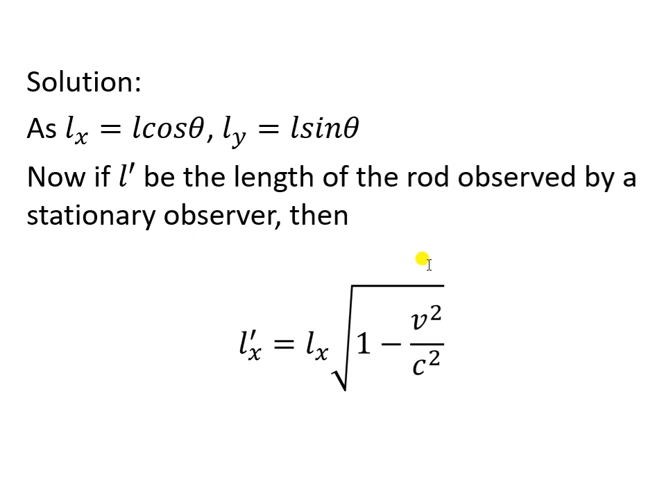 Solution:
As lₓ = lcosθ, l_y = lsinθ
Now if l′ be the length of the rod observed by a
stationary observer, then
l′ₓ = lₓ √(1 − v²/c²)